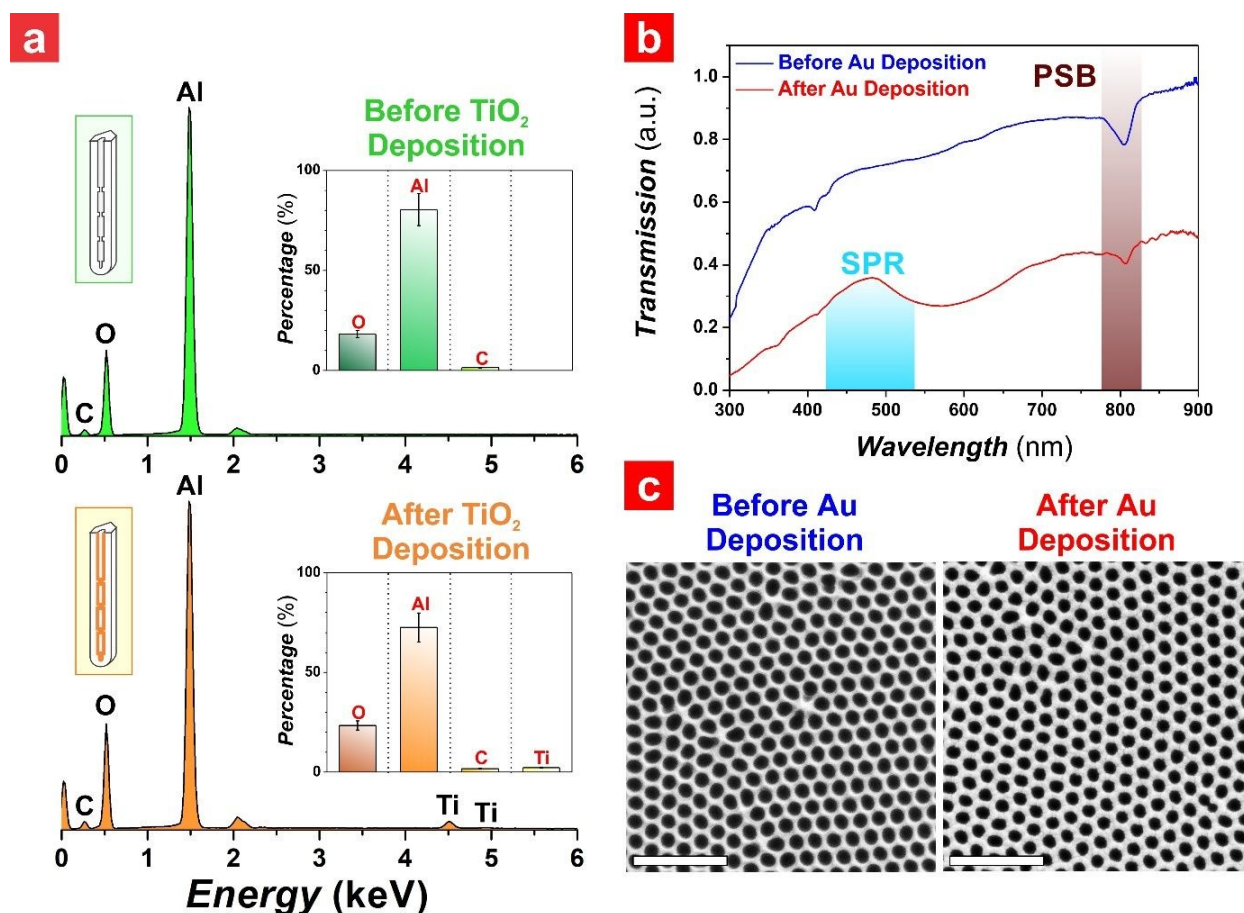 a
Al
O
C
Before TiO₂
Deposition
Percentage (%)
100
50
0
O
Al
C
0 1 2 3 4 5 6
Al
O
C
Ti
Ti
After TiO₂
Deposition
Percentage (%)
100
50
0
O
Al
C
Ti
0 1 2 3 4 5 6
Energy (keV)
b
Before Au Deposition
After Au Deposition
PSB
SPR
Transmission (a.u.)
1.0
0.8
0.6
0.4
0.2
0.0
300 400 500 600 700 800 900
Wavelength (nm)
c
Before Au
Deposition
After Au
Deposition